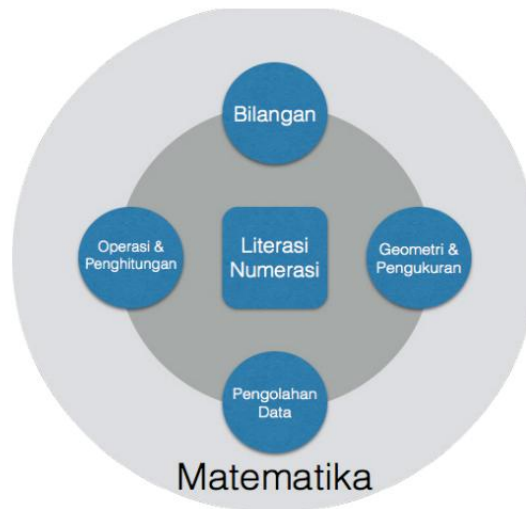 Bilangan
Operasi &
Penghitungan
Literasi
Numerasi
Geometri &
Pengukuran
Pengolahan
Data
Matematika